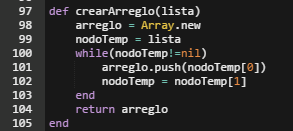 97 def crearArreglo(lista)
98 arreglo = Array.new
99 nodoTemp = lista
100 while(nodoTemp!=nil)
101 arreglo.push(nodoTemp[0])
102 nodoTemp = nodoTemp[1]
103 end
104 return arreglo
105 end